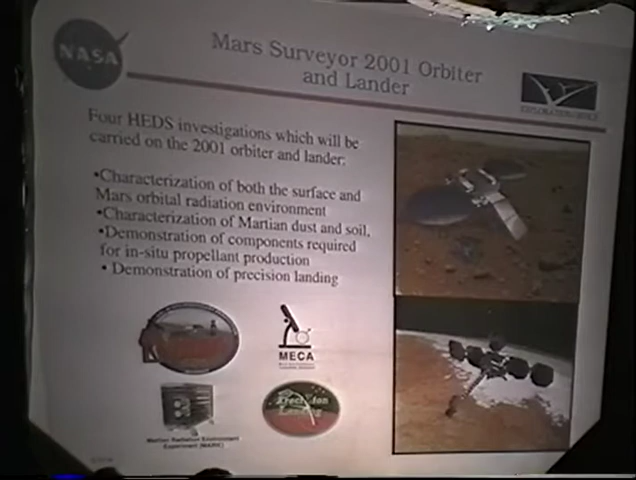 NASA
Mars Surveyor 2001 Orbiter
and Lander
EXPLORATION OFFICE
Four HEDS investigations which will be
carried on the 2001 orbiter and lander:
•Characterization of both the surface and
Mars orbital radiation environment
•Characterization of Martian dust and soil,
•Demonstration of components required
for in-situ propellant production
• Demonstration of precision landing
MECA
Precision
Landing
Martian Radiation Environment
Experiment (MARIE)